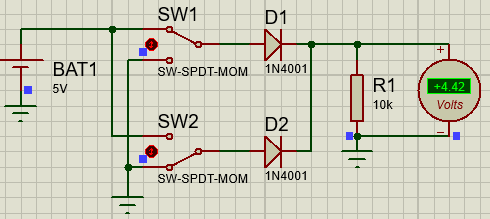 SW1
D1
SW-SPDT-MOM
1N4001
BAT1
5V
R1
10k
+
+4.42
Volts
−
SW2
D2
SW-SPDT-MOM
1N4001